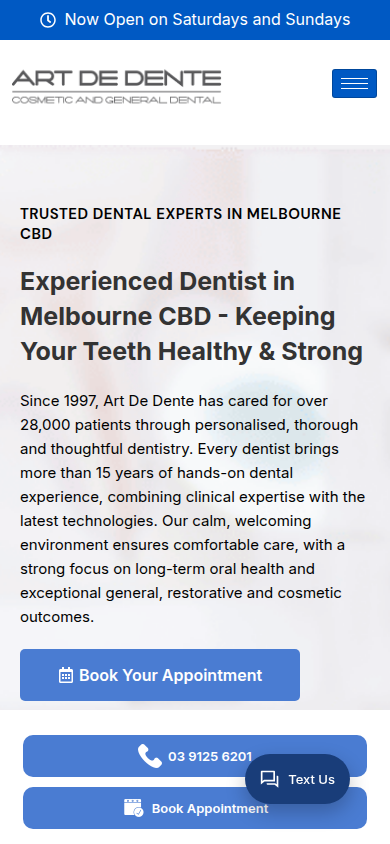 Now Open on Saturdays and Sundays
ART DE DENTE
COSMETIC AND GENERAL DENTAL
TRUSTED DENTAL EXPERTS IN MELBOURNE
CBD
Experienced Dentist in
Melbourne CBD - Keeping
Your Teeth Healthy & Strong
Since 1997, Art De Dente has cared for over
28,000 patients through personalised, thorough
and thoughtful dentistry. Every dentist brings
more than 15 years of hands-on dental
experience, combining clinical expertise with the
latest technologies. Our calm, welcoming
environment ensures comfortable care, with a
strong focus on long-term oral health and
exceptional general, restorative and cosmetic
outcomes.
Book Your Appointment
03 9125 6201
Text Us
Book Appointment